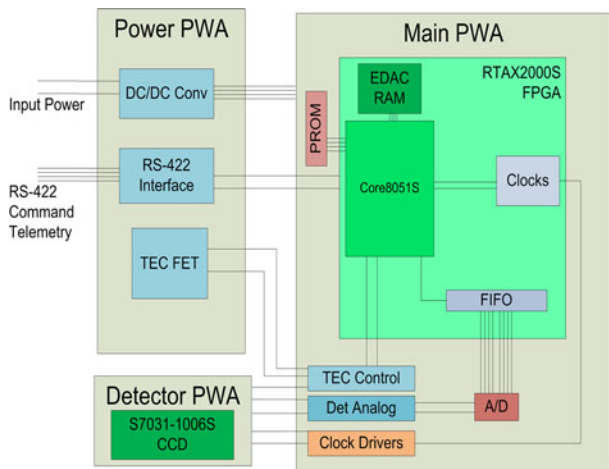 Power PWA
Main PWA
DC/DC Conv
Input Power
RS-422
Interface
RS-422
Command
Telemetry
TEC FET
PROM
EDAC
RAM
RTAX2000S
FPGA
Core8051S
Clocks
FIFO
TEC Control
Det Analog
A/D
Clock Drivers
Detector PWA
S7031-1006S
CCD